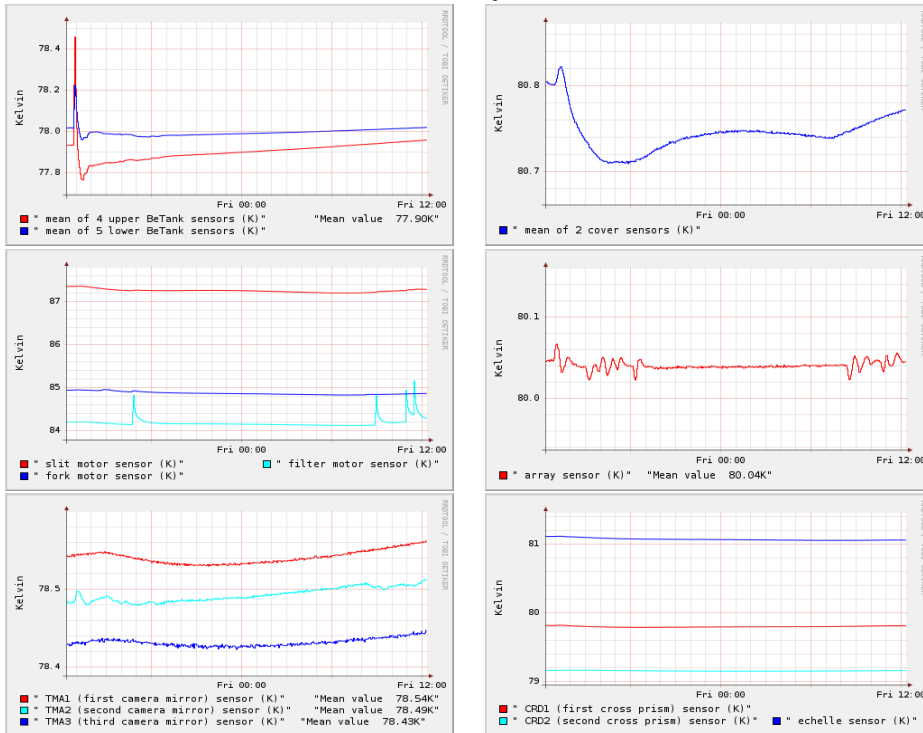 RRDTOOL / TOBI OETIKER
Kelvin
78.4
78.2
78.0
77.8
Fri 00:00
Fri 12:00
" mean of 4 upper BeTank sensors (K)" "Mean value 77.90K"
" mean of 5 lower BeTank sensors (K)"
Kelvin
80.8
80.7
Fri 00:00
Fri 12:00
" mean of 2 cover sensors (K)"
RRDTOOL / TOBI OETIKER
Kelvin
87
86
85
84
Fri 00:00
Fri 12:00
" slit motor sensor (K)" " filter motor sensor (K)"
" fork motor sensor (K)"
Kelvin
80.1
80.0
Fri 00:00
Fri 12:00
" array sensor (K)" "Mean value 80.04K"
RRDTOOL / TOBI OETIKER
Kelvin
78.5
78.4
Fri 00:00
Fri 12:00
" TMA1 (first camera mirror) sensor (K)" "Mean value 78.54K"
" TMA2 (second camera mirror) sensor (K)" "Mean value 78.49K"
" TMA3 (third camera mirror) sensor (K)" "Mean value 78.43K"
Kelvin
81
80
79
Fri 00:00
Fri 12:00
" CRD1 (first cross prism) sensor (K)"
" CRD2 (second cross prism) sensor (K)" " echelle sensor (K)"